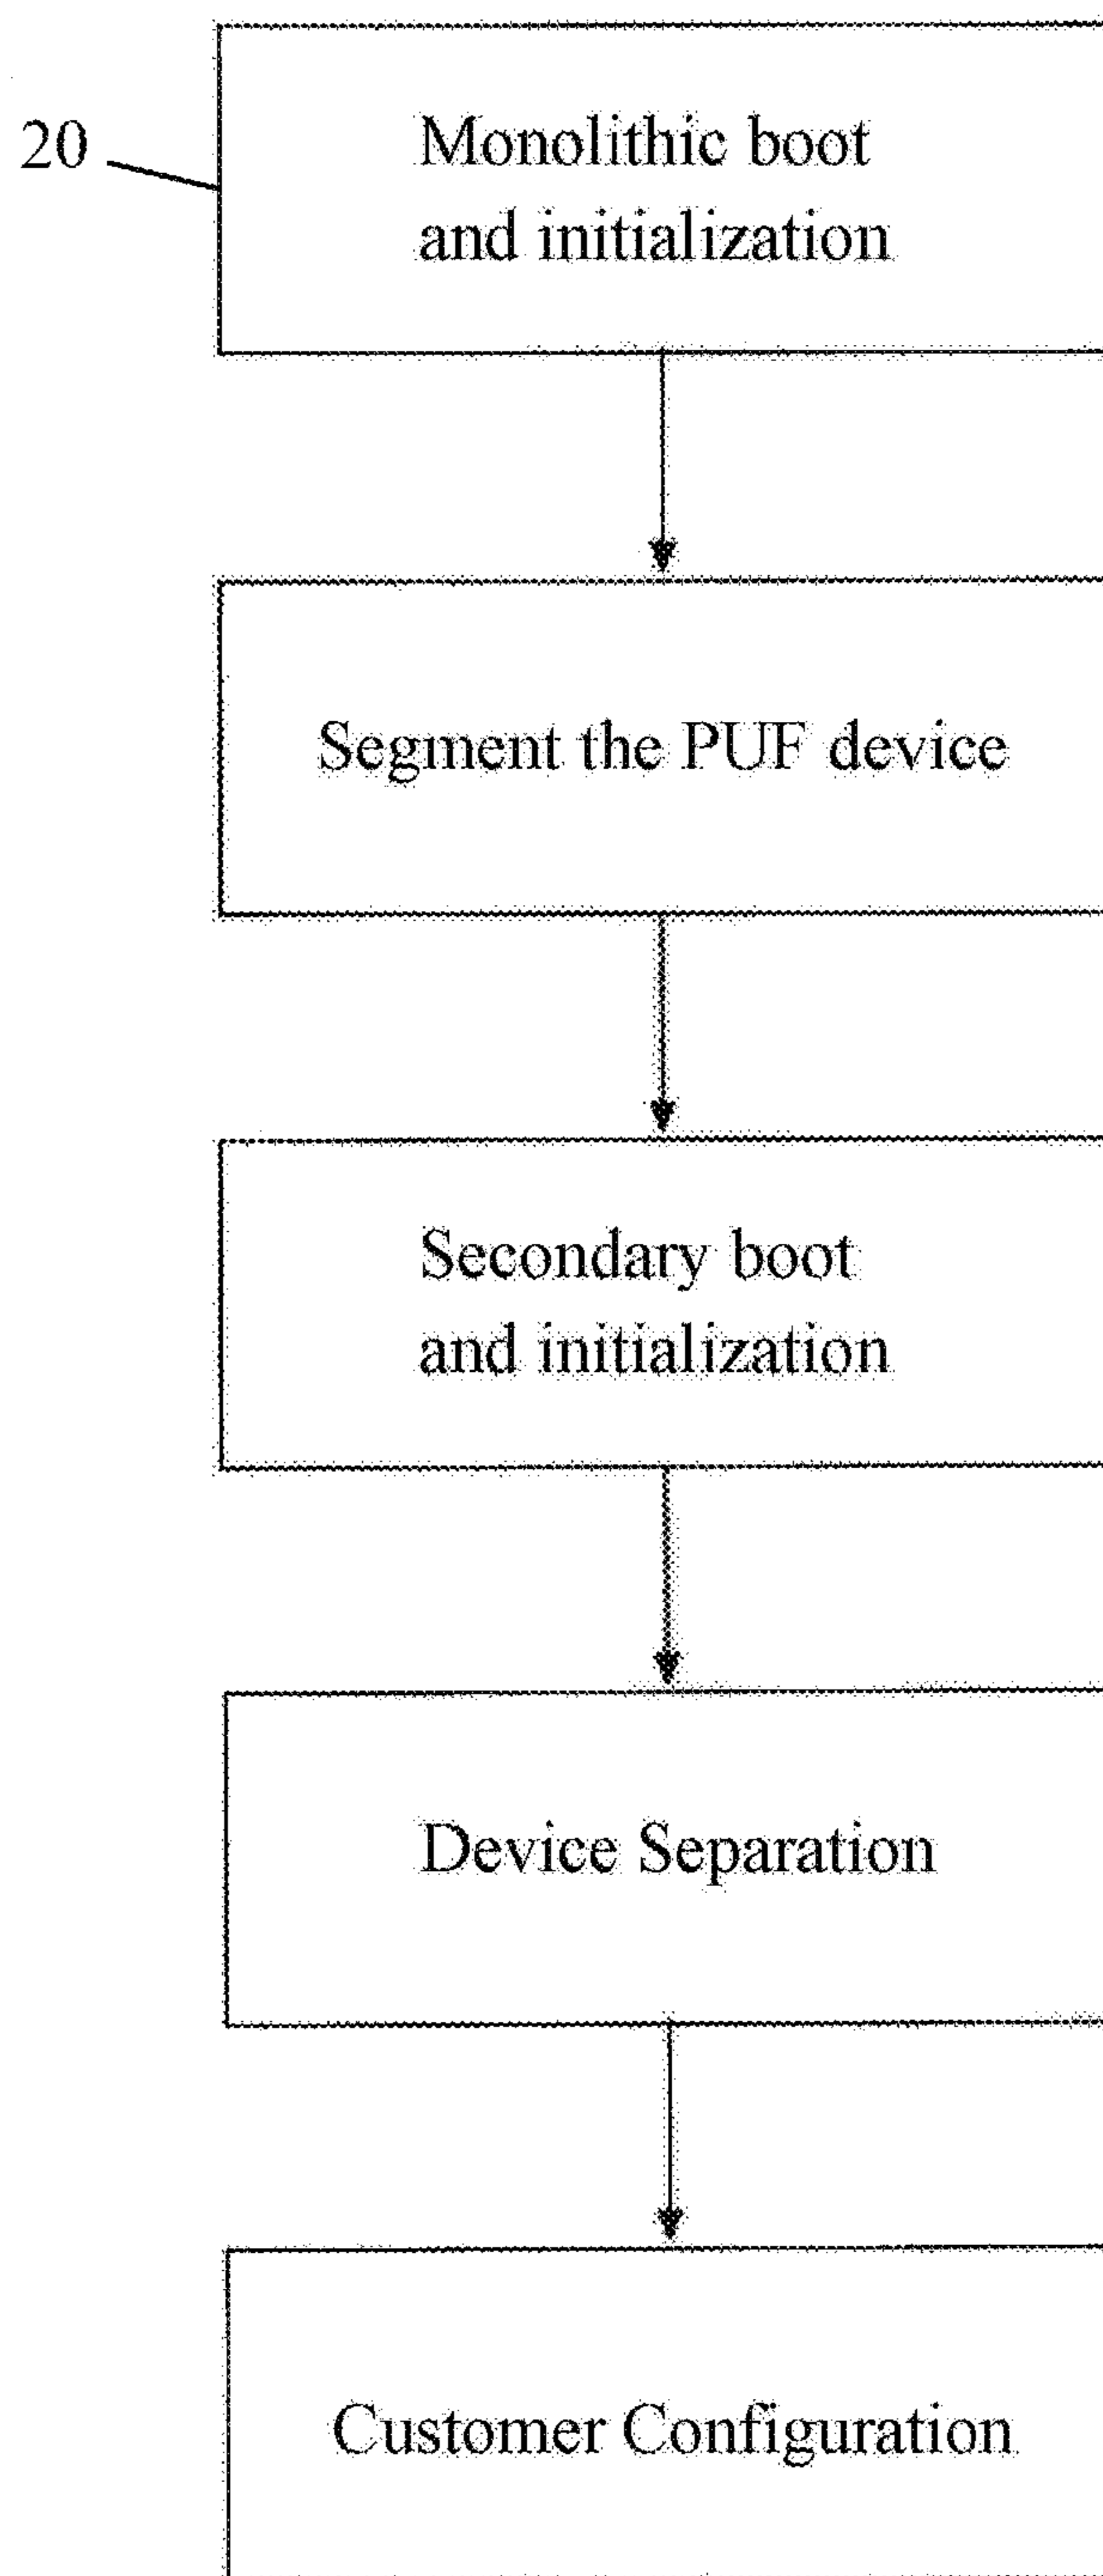 20
Monolithic boot
and initialization
Segment the PUF device
Secondary boot
and initialization
Device Separation
Customer Configuration